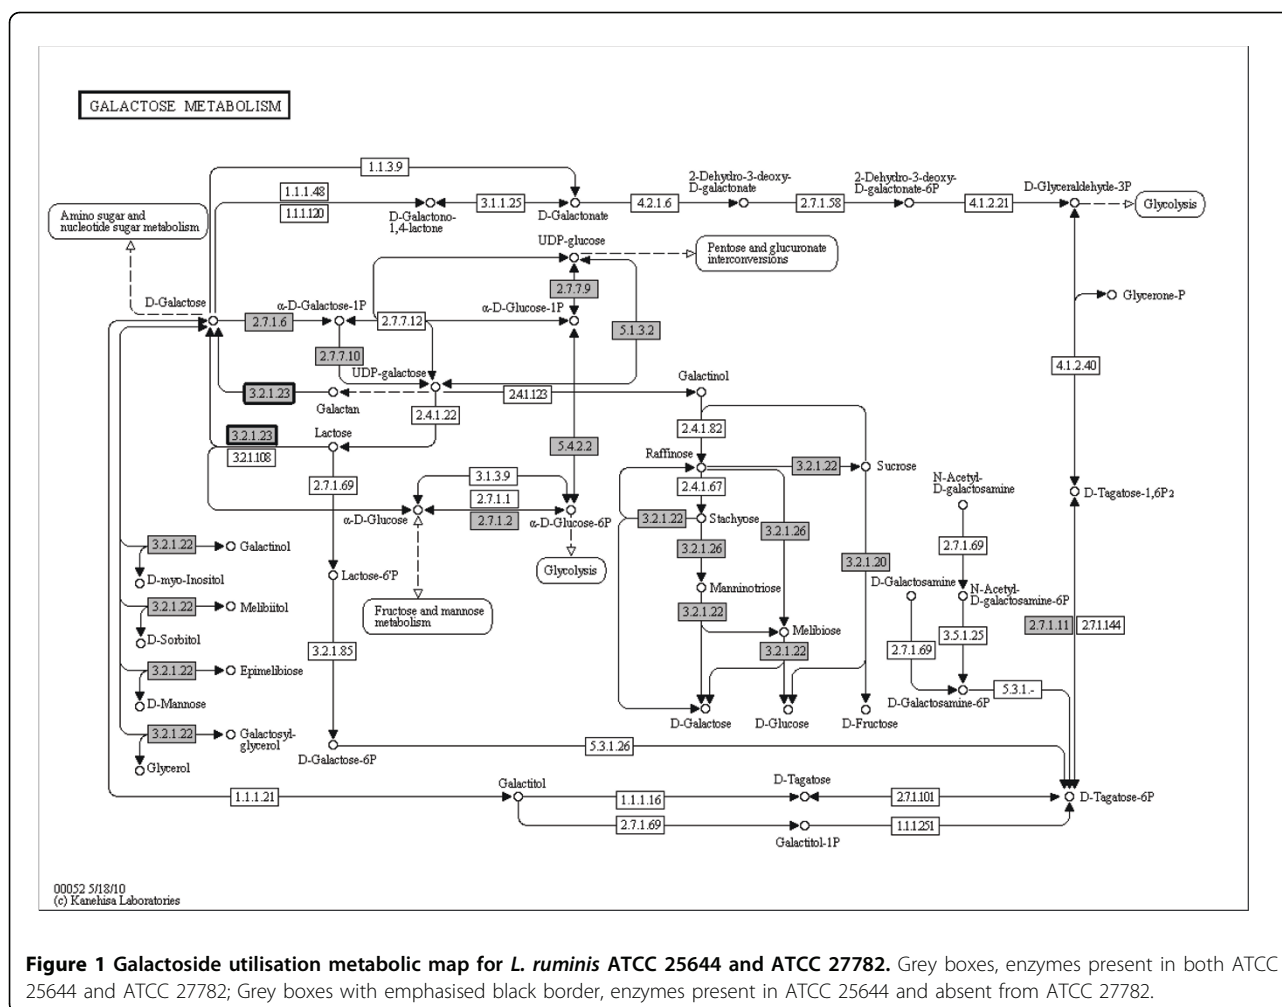 GALACTOSE METABOLISM
1.1.3.9
1.1.1.48
1.1.1.120
3.1.1.25
D-Galactono-
1,4-lactone
D-Galactonate
4.2.1.6
2-Dehydro-3-deoxy-
D-galactonate
2.7.1.58
2-Dehydro-3-deoxy-
D-galactonate-6P
4.1.2.21
D-Glyceraldehyde-3P
Glycolysis
Amino sugar and
nucleotide sugar metabolism
UDP-glucose
Pentose and glucuronate
interconversions
2.7.7.9
D-Galactose
α-D-Galactose-1P
α-D-Glucose-1P
Glycerone-P
2.7.1.6
2.7.7.12
5.1.3.2
2.7.7.10
UDP-galactose
4.1.2.40
3.2.1.23
Galactan
2.4.1.123
Galactinol
2.4.1.22
2.4.1.82
3.2.1.23
3.2.1.108
Lactose
5.4.2.2
Raffinose
3.2.1.22
Sucrose
2.7.1.69
3.1.3.9
2.7.1.1
2.7.1.2
α-D-Glucose
α-D-Glucose-6P
2.4.1.67
N-Acetyl-
D-galactosamine
D-Tagatose-1,6P2
3.2.1.22
Stachyose
3.2.1.26
3.2.1.26
2.7.1.69
3.2.1.20
3.2.1.22
Galactinol
D-myo-Inositol
Lactose-6'P
Glycolysis
Manninotriose
D-Galactosamine
N-Acetyl-
D-galactosamine-6P
3.2.1.22
Melibiitol
D-Sorbitol
Fructose and mannose
metabolism
3.2.1.22
Melibiose
2.7.1.11
2.7.1.144
3.5.1.25
2.7.1.69
3.2.1.85
3.2.1.22
3.2.1.22
Epimelibiose
D-Mannose
5.3.1.-
D-Galactosamine-6P
D-Galactose
D-Glucose
D-Fructose
3.2.1.22
Galactosyl-
glycerol
Glycerol
D-Galactose-6P
5.3.1.26
1.1.1.21
Galactitol
1.1.1.16
D-Tagatose
2.7.1.101
D-Tagatose-6P
2.7.1.69
Galactitol-1P
1.1.1.251
00052 5/18/10
(c) Kanehisa Laboratories
Figure 1 Galactoside utilisation metabolic map for L. ruminis ATCC 25644 and ATCC 27782. Grey boxes, enzymes present in both ATCC
25644 and ATCC 27782; Grey boxes with emphasised black border, enzymes present in ATCC 25644 and absent from ATCC 27782.